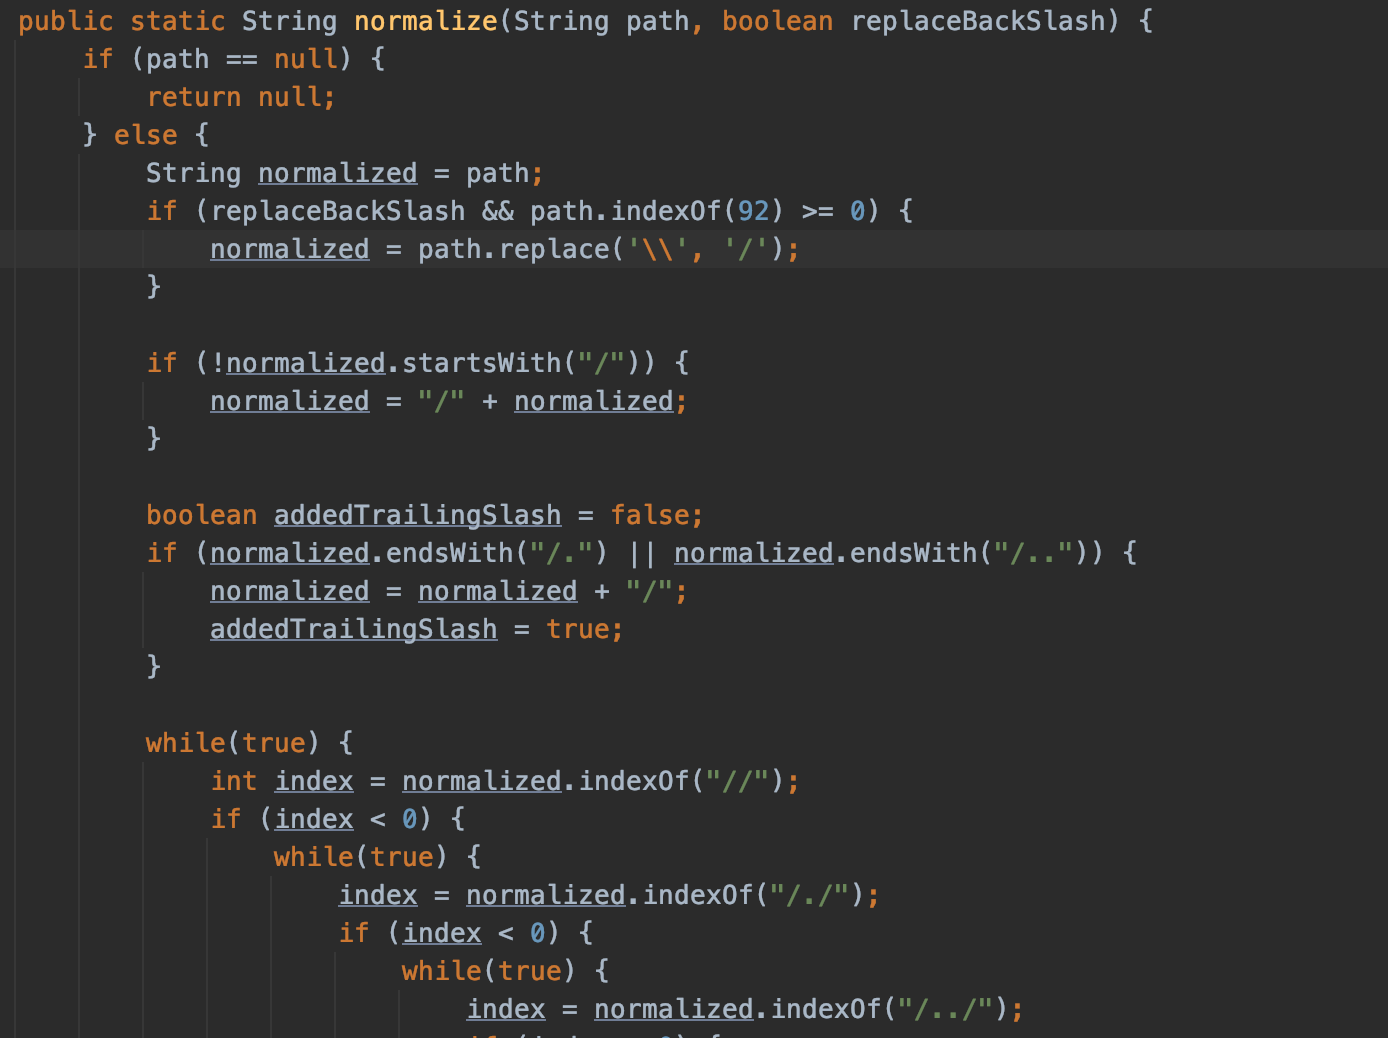 public static String normalize(String path, boolean replaceBackSlash) {
if (path == null) {
return null;
} else {
String normalized = path;
if (replaceBackSlash && path.indexOf(92) >= 0) {
normalized = path.replace('\\', '/');
}
if (!normalized.startsWith("/")) {
normalized = "/" + normalized;
}
boolean addedTrailingSlash = false;
if (normalized.endsWith("/.") || normalized.endsWith("/..")) {
normalized = normalized + "/";
addedTrailingSlash = true;
}
while(true) {
int index = normalized.indexOf("//");
if (index < 0) {
while(true) {
index = normalized.indexOf("/./");
if (index < 0) {
while(true) {
index = normalized.indexOf("/../");